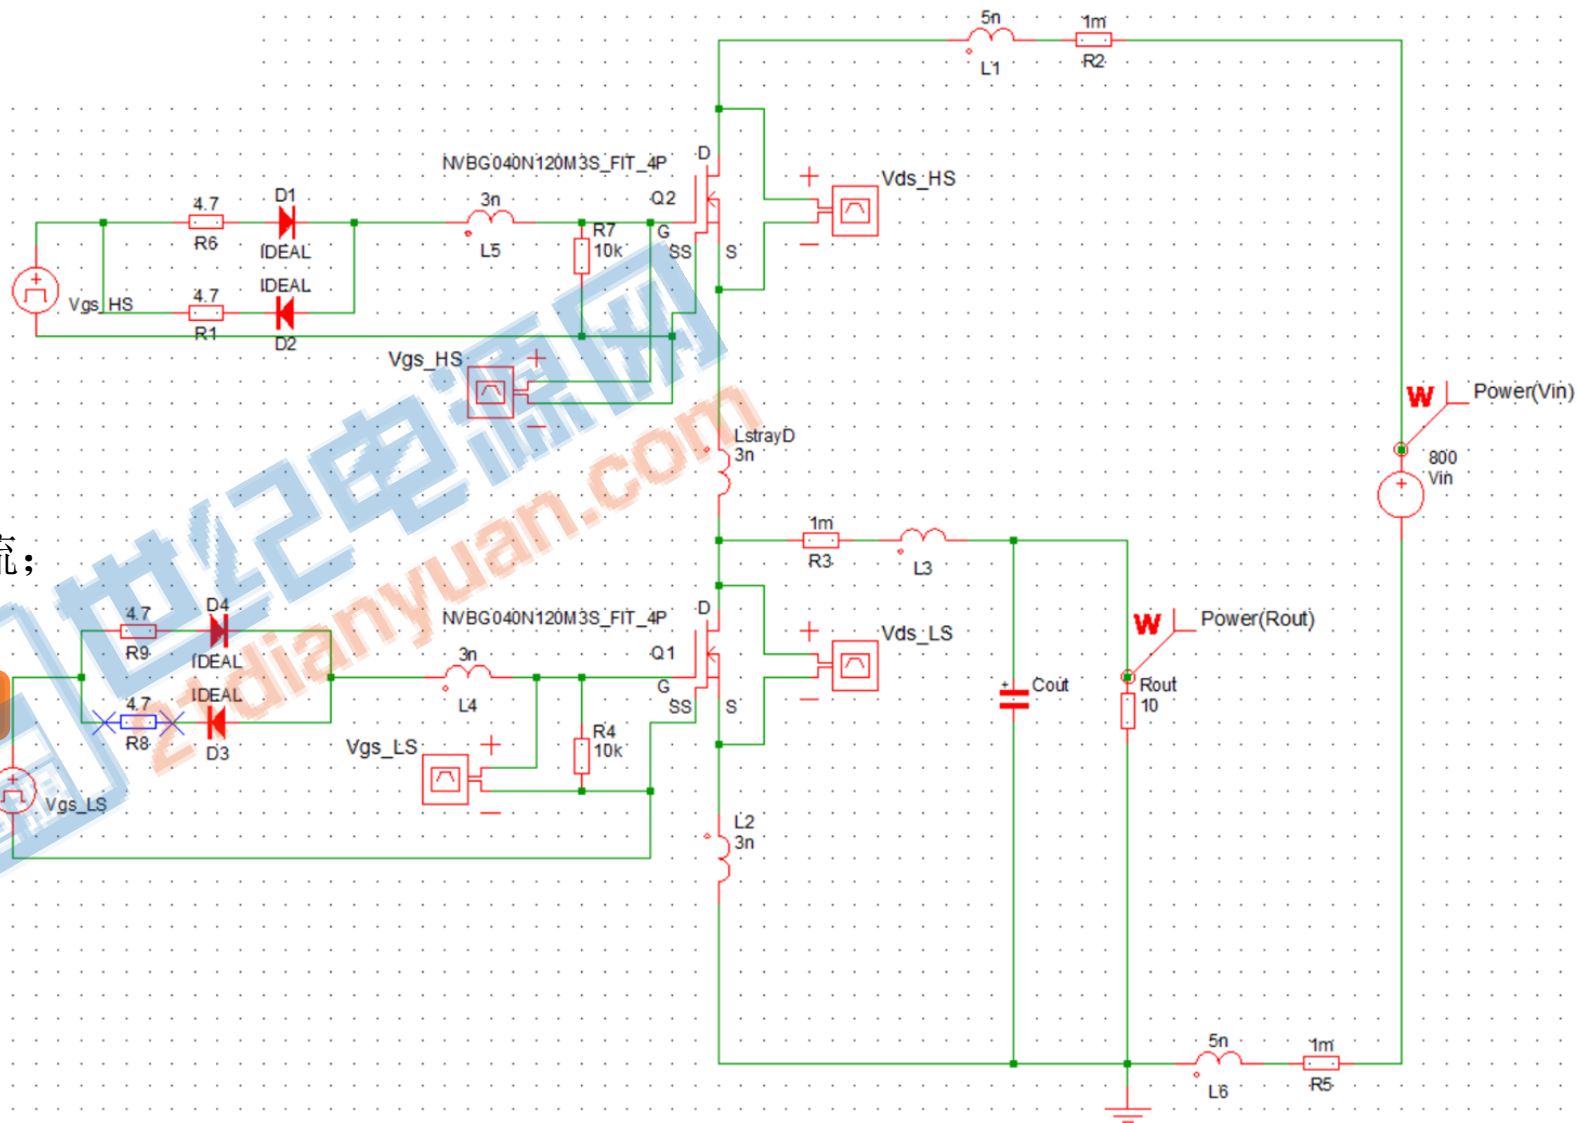 5n
L1
1m
R2
NVBG040N120M3S_FIT_4P
D
Q2
G
SS
S
Vds_HS
4.7
R6
D1
IDEAL
3n
L5
R7
10k
Vgs_HS
4.7
R1
IDEAL
D2
Vgs_HS
世纪电源网
21dianyuan.com
LstrayD
3n
W
Power(Vin)
800
Vin
流；
1m
R3
L3
4.7
R9
D4
IDEAL
NVBG040N120M3S_FIT_4P
D
Q1
G
SS
S
Vds_LS
3n
L4
4.7
R8
IDEAL
D3
Vgs_LS
R4
10k
Vgs_LS
W
Power(Rout)
Cout
Rout
10
L2
3n
5n
L6
1m
R5